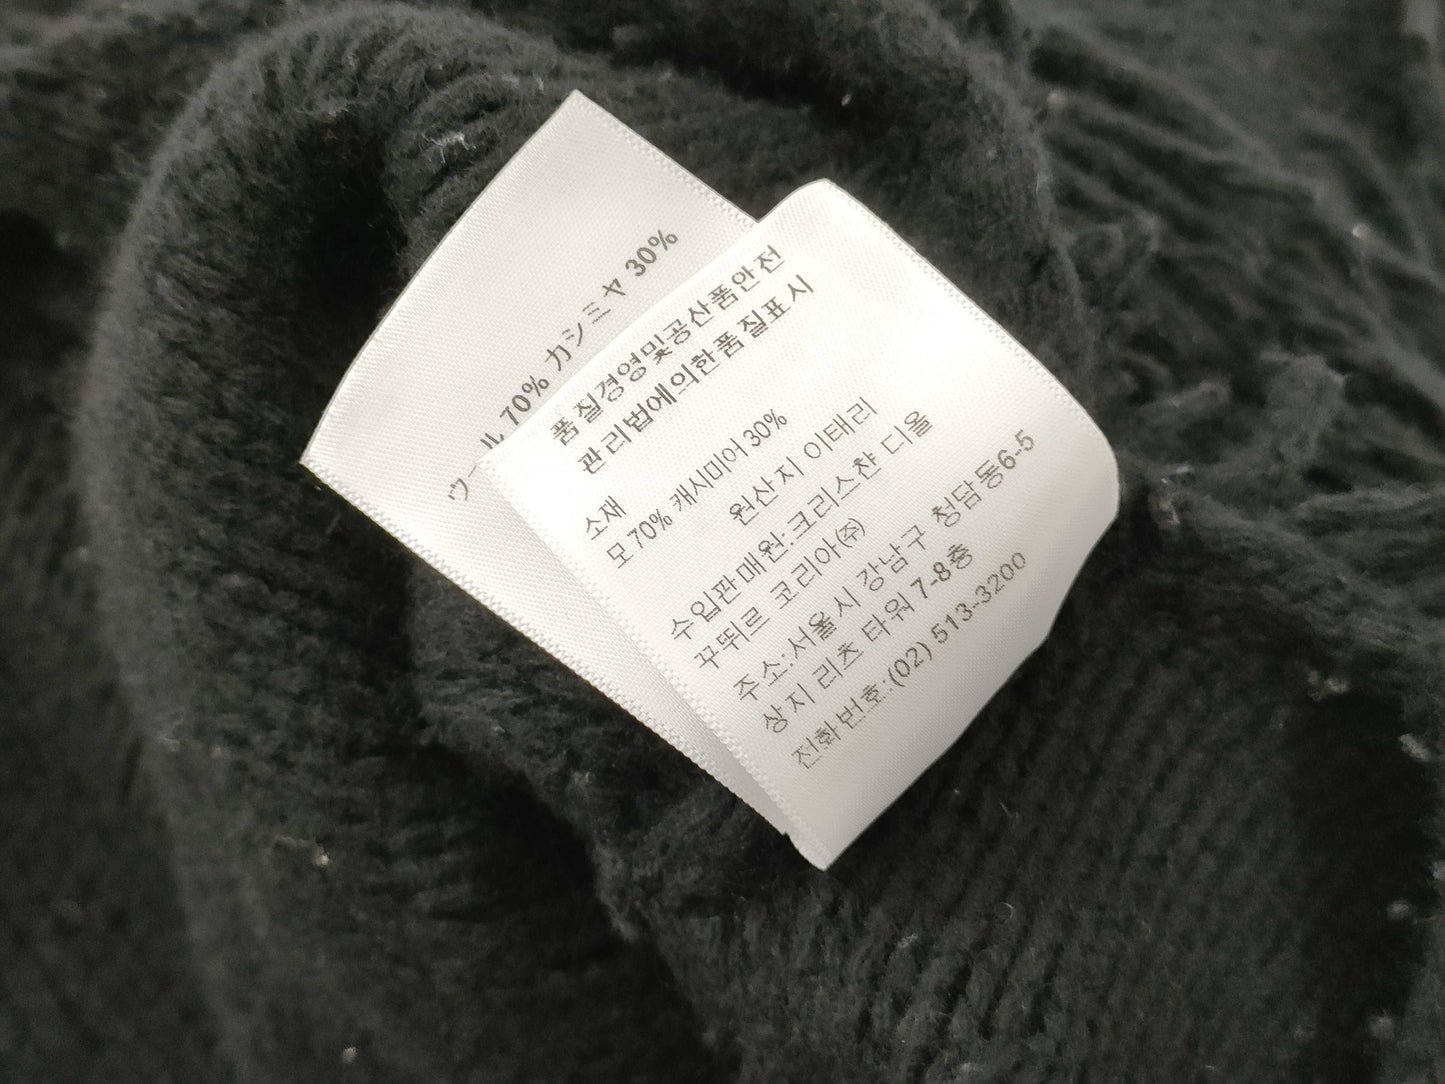 ウール 70% カシミヤ 30%
품질경영및공산품안전
관리법에의한품질표시
소재
모 70% 캐시미어 30%
원산지 이태리
수입판매원:크리스챤 디올
꾸뛰르 코리아(주)
주소:서울시 강남구 청담동6-5
상지 리츠 타워 7-8층
전화번호:(02) 513-3200